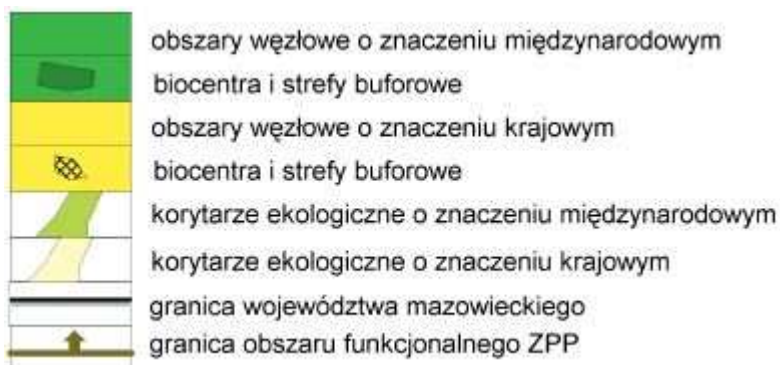 obszary węzłowe o znaczeniu międzynarodowym
biocentra i strefy buforowe
obszary węzłowe o znaczeniu krajowym
biocentra i strefy buforowe
korytarze ekologiczne o znaczeniu międzynarodowym
korytarze ekologiczne o znaczeniu krajowym
granica województwa mazowieckiego
granica obszaru funkcjonalnego ZPP